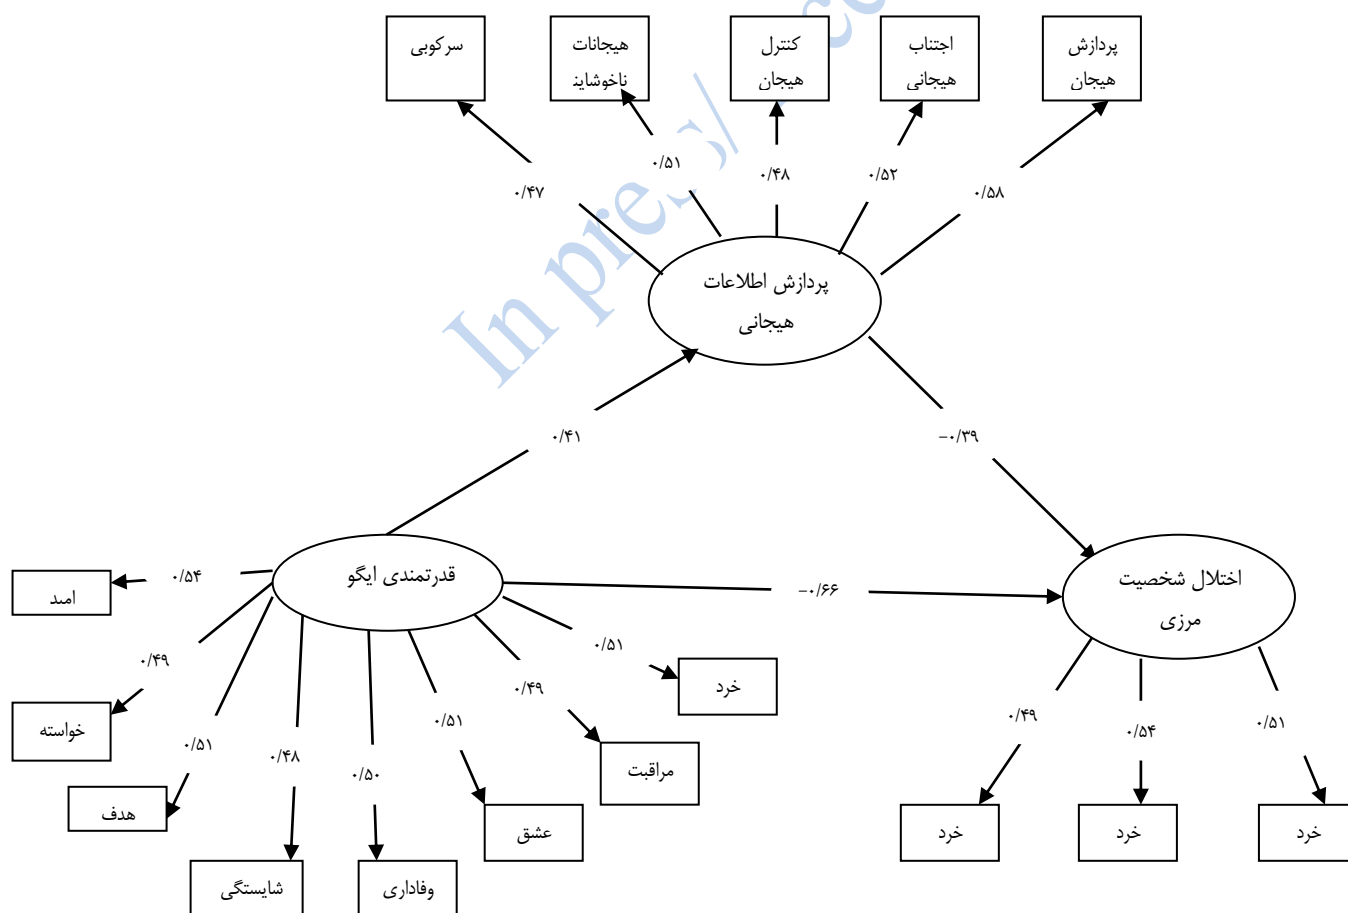 سرکوبی
هیجانات
ناخوشاینـ
کنترل
هیجان
اجتناب
هیجانی
پردازش
هیجان
۰/۴۷
۰/۵۱
۰/۴۸
۰/۵۲
۰/۵۸
In press/
پردازش اطلاعات
هیجانی
۰/۴۱
-۰/۳۹
قدرتمندی ایگو
-۰/۶۶
اختلال شخصیت
مرزی
۰/۵۴
امید
۰/۴۹
خواسته
۰/۵۱
هدف
۰/۴۸
شایستگی
۰/۵۰
وفاداری
۰/۵۱
عشق
۰/۴۹
مراقبت
۰/۵۱
خرد
۰/۴۹
خرد
۰/۵۴
خرد
۰/۵۱
خرد